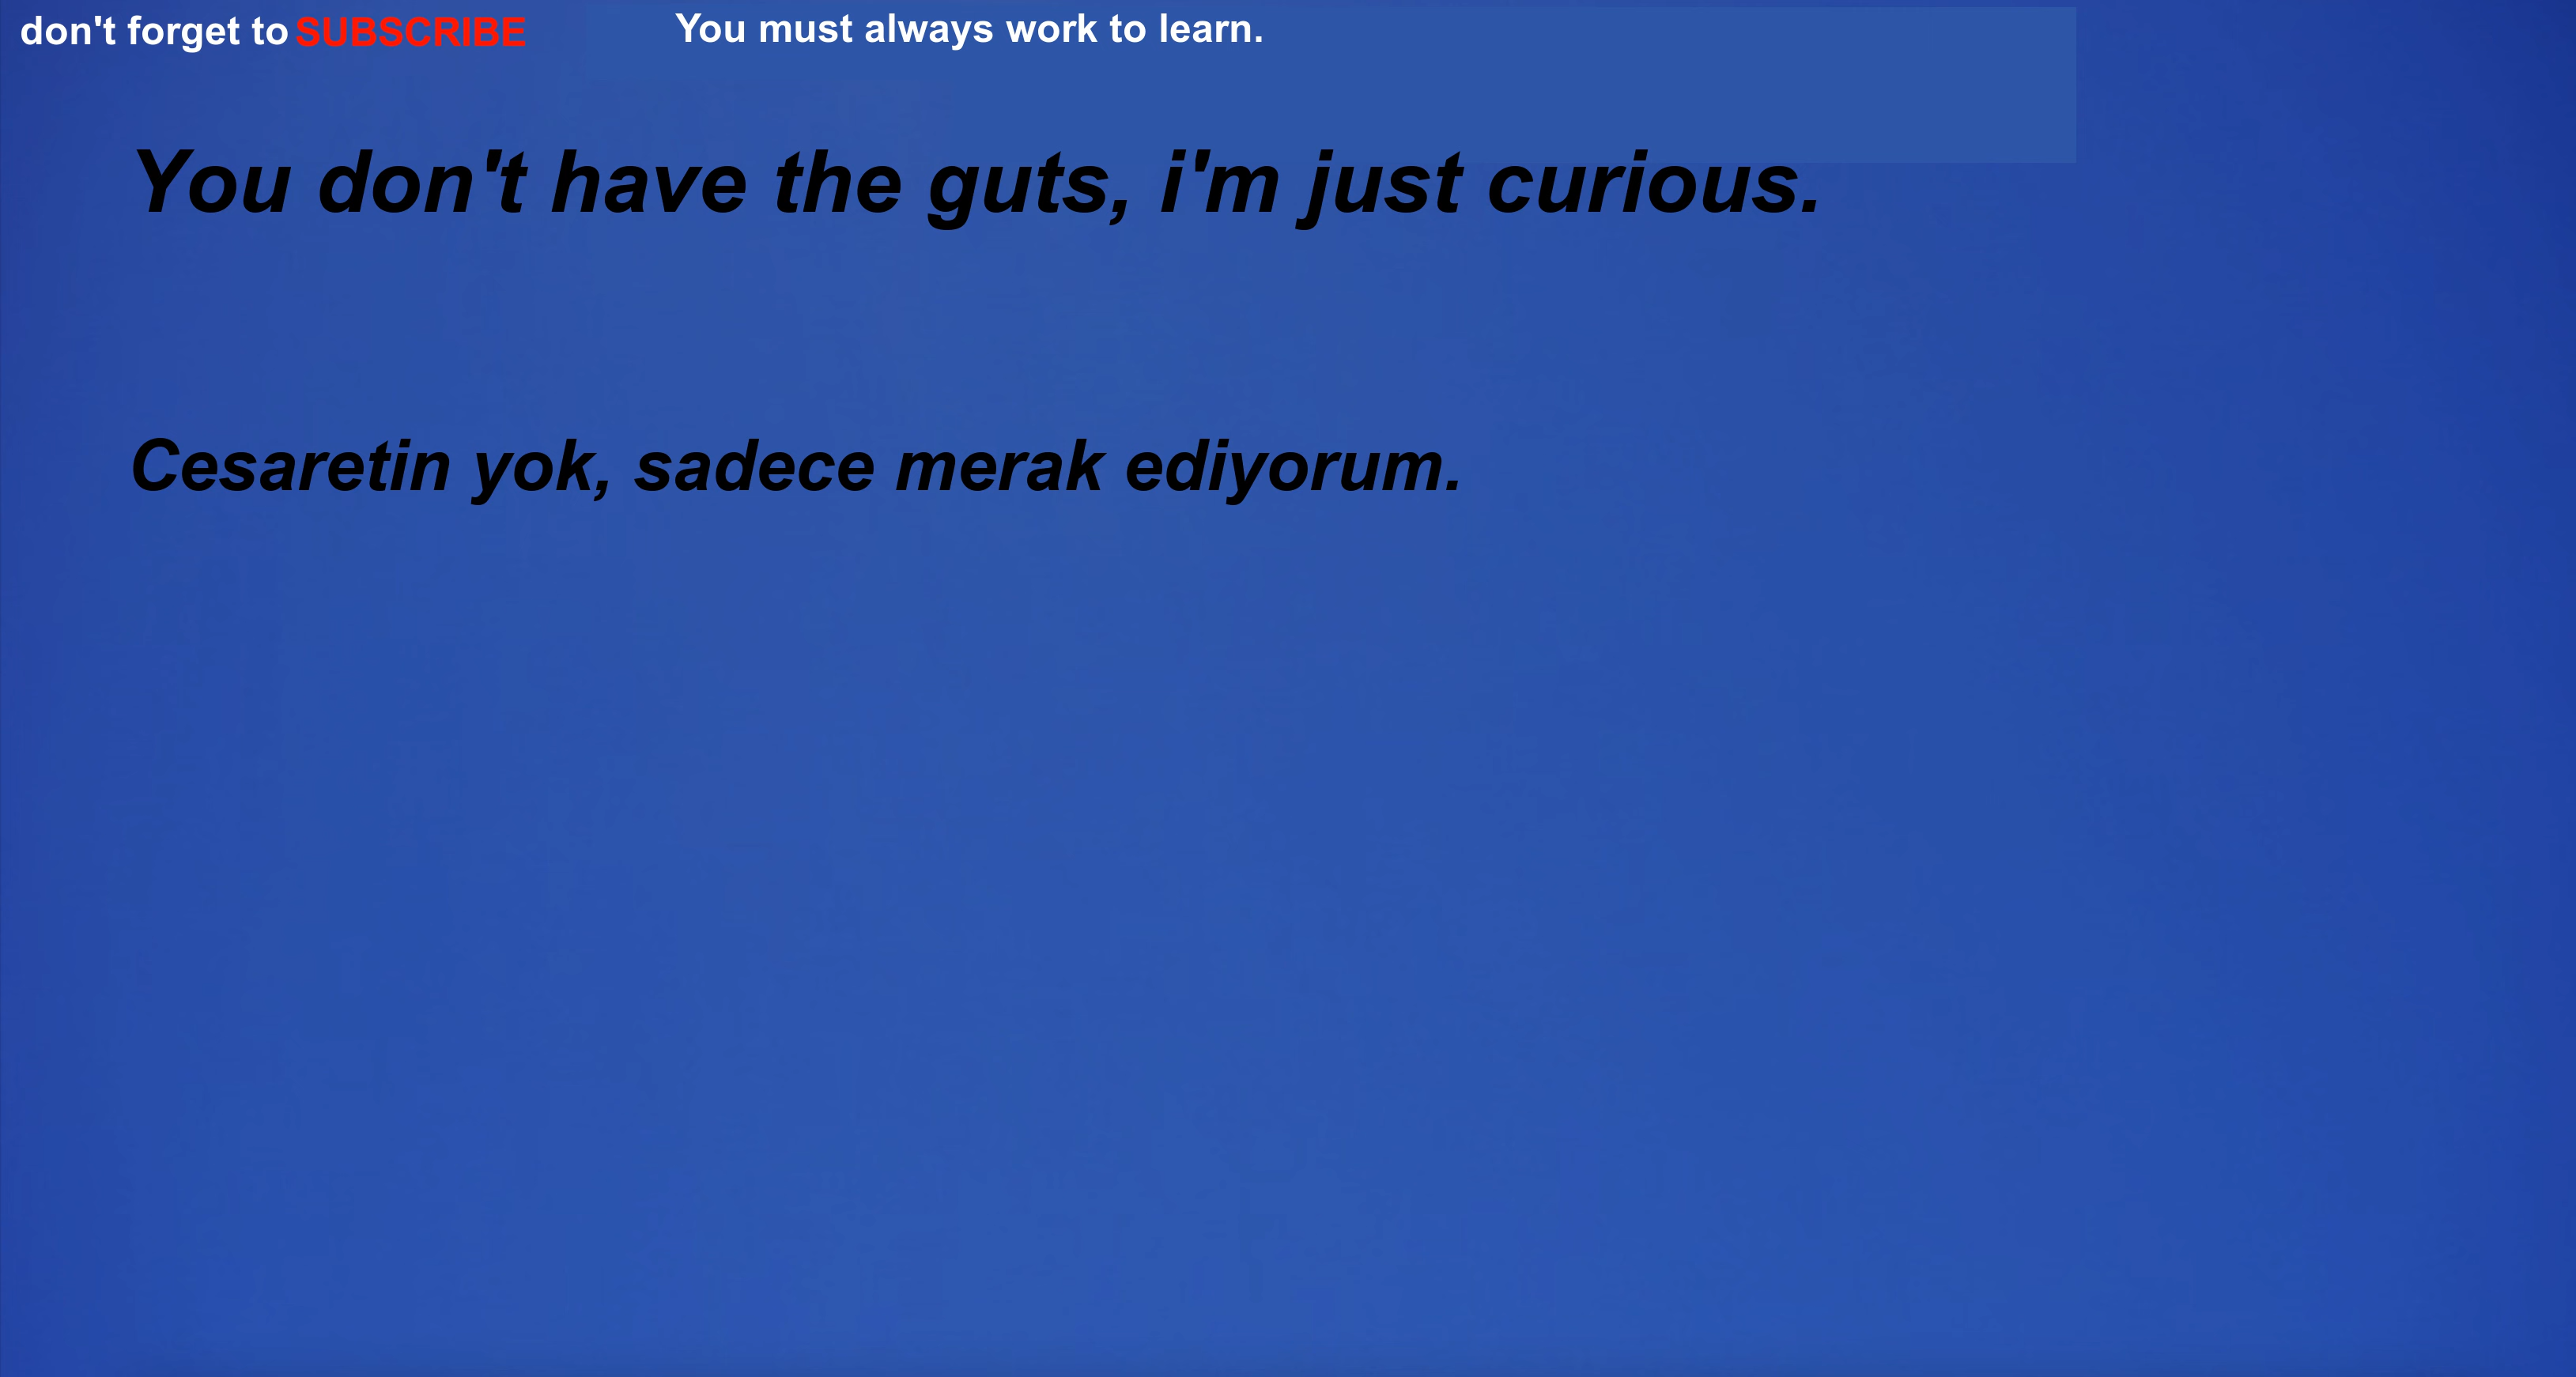 don't forget to SUBSCRIBE You must always work to learn.
You don't have the guts, i'm just curious.
Cesaretin yok, sadece merak ediyorum.